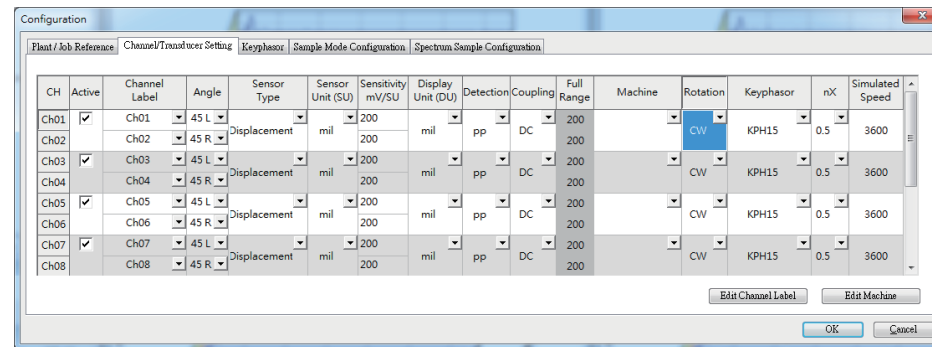 Configuration
Plant / Job Reference Channel/Transducer Setting Keyphasor Sample Mode Configuration Spectrum Sample Configuration
CH Active Channel Label Angle Sensor Type Sensor Unit (SU) Sensitivity mV/SU Display Unit (DU) Detection Coupling Full Range Machine Rotation Keyphasor nX Simulated Speed
Ch01 Ch01 45 L Displacement mil 200 mil pp DC 200 CW KPH15 0.5 3600
Ch02 Ch02 45 R 200 200
Ch03 Ch03 45 L Displacement mil 200 mil pp DC 200 CW KPH15 0.5 3600
Ch04 Ch04 45 R 200 200
Ch05 Ch05 45 L Displacement mil 200 mil pp DC 200 CW KPH15 0.5 3600
Ch06 Ch06 45 R 200 200
Ch07 Ch07 45 L Displacement mil 200 mil pp DC 200 CW KPH15 0.5 3600
Ch08 Ch08 45 R 200 200
Edit Channel Label Edit Machine
OK Cancel